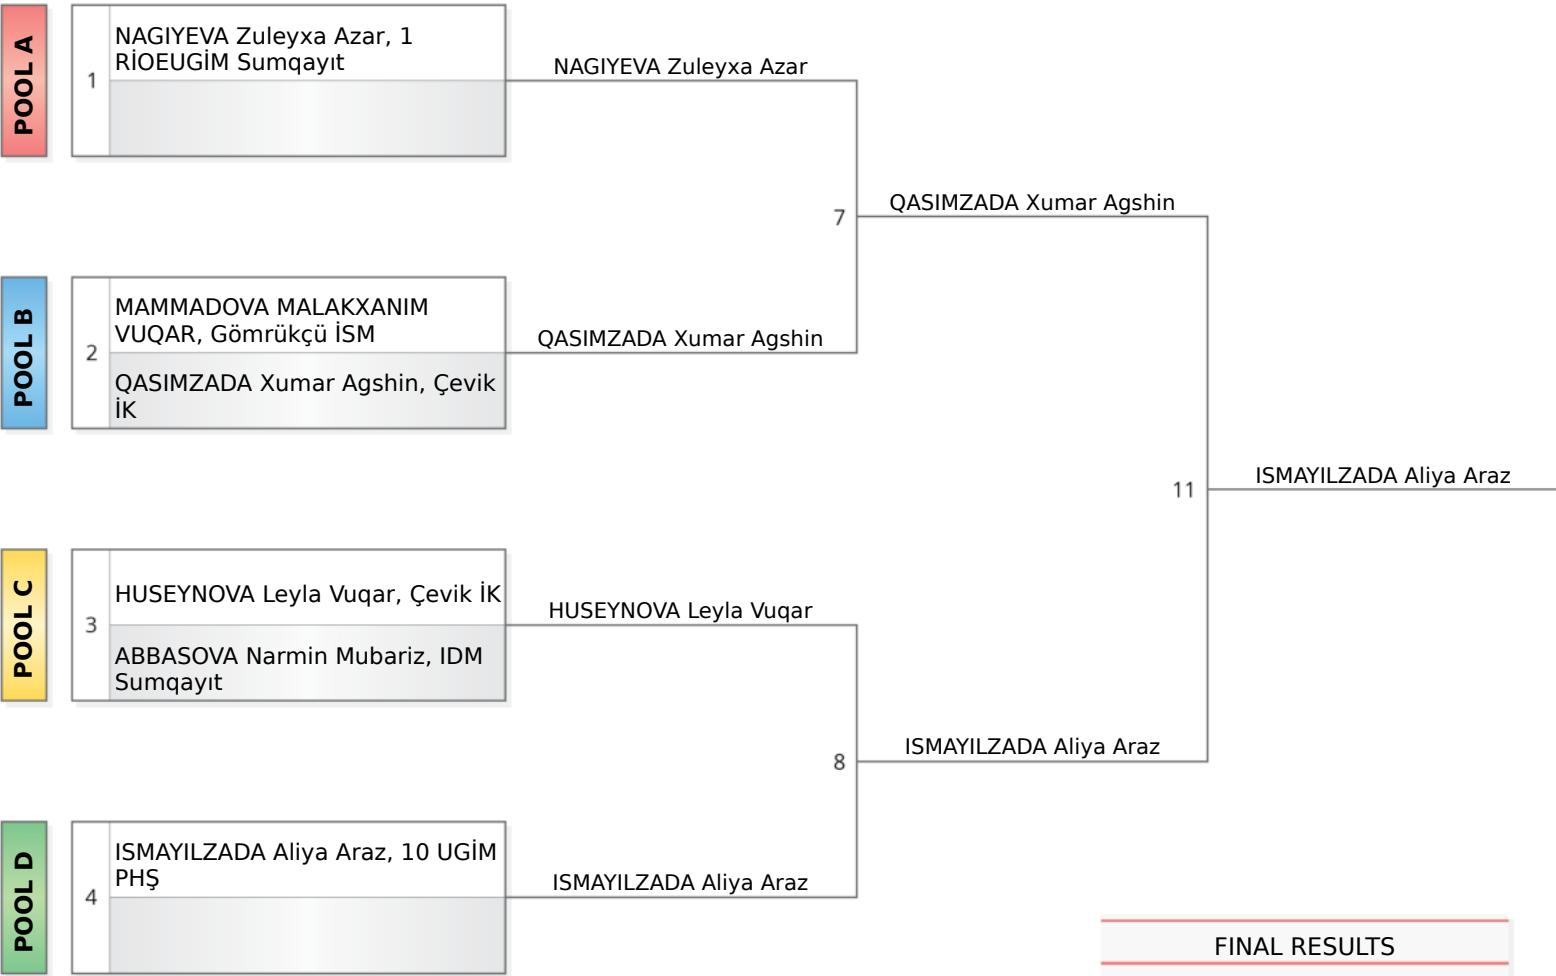 POOL A
1
NAGIYEVA Zuleyxa Azar, 1
RİOEUGİM Sumqayıt
NAGIYEVA Zuleyxa Azar
7
QASIMZADA Xumar Agshin
POOL B
2
MAMMADOVA MALAKXANIM
VUQAR, Gömrükçü İSM
QASIMZADA Xumar Agshin, Çevik
İK
QASIMZADA Xumar Agshin
11
ISMAYILZADA Aliya Araz
POOL C
3
HUSEYNOVA Leyla Vuqar, Çevik İK
ABBASOVA Narmin Mubariz, IDM
Sumqayıt
HUSEYNOVA Leyla Vuqar
8
ISMAYILZADA Aliya Araz
POOL D
4
ISMAYILZADA Aliya Araz, 10 UGİM
PHŞ
ISMAYILZADA Aliya Araz
FINAL RESULTS